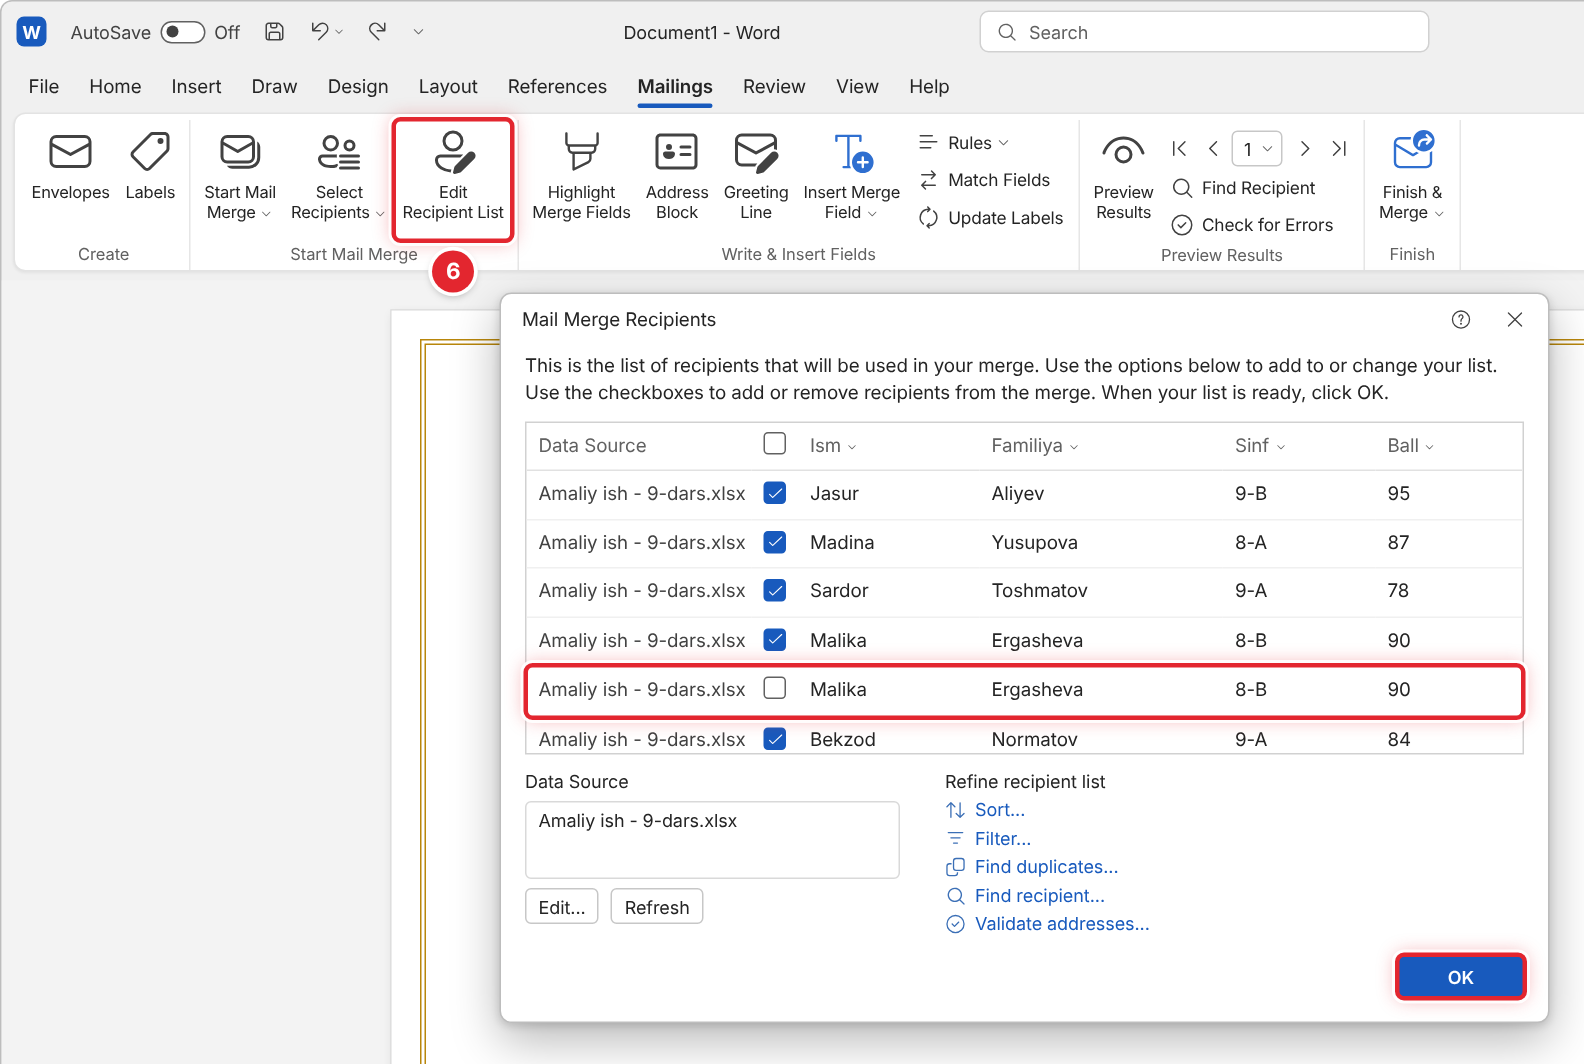 W AutoSave Off Document1 - Word Search
File Home Insert Draw Design Layout References Mailings Review View Help
Envelopes
Labels
Create
Start Mail
Merge
Select
Recipients
Edit
Recipient List
Start Mail Merge
Highlight
Merge Fields
Address
Block
Greeting
Line
Insert Merge
Field
Rules
Match Fields
Update Labels
Write & Insert Fields
Preview
Results
1
Find Recipient
Check for Errors
Preview Results
Finish &
Merge
Finish
6
Mail Merge Recipients
This is the list of recipients that will be used in your merge. Use the options below to add to or change your list.
Use the checkboxes to add or remove recipients from the merge. When your list is ready, click OK.
Data Source Ism Familiya Sinf Ball
Amaliy ish - 9-dars.xlsx Jasur Aliyev 9-B 95
Amaliy ish - 9-dars.xlsx Madina Yusupova 8-A 87
Amaliy ish - 9-dars.xlsx Sardor Toshmatov 9-A 78
Amaliy ish - 9-dars.xlsx Malika Ergasheva 8-B 90
Amaliy ish - 9-dars.xlsx Malika Ergasheva 8-B 90
Amaliy ish - 9-dars.xlsx Bekzod Normatov 9-A 84
Data Source
Amaliy ish - 9-dars.xlsx
Edit... Refresh
Refine recipient list
Sort...
Filter...
Find duplicates...
Find recipient...
Validate addresses...
OK